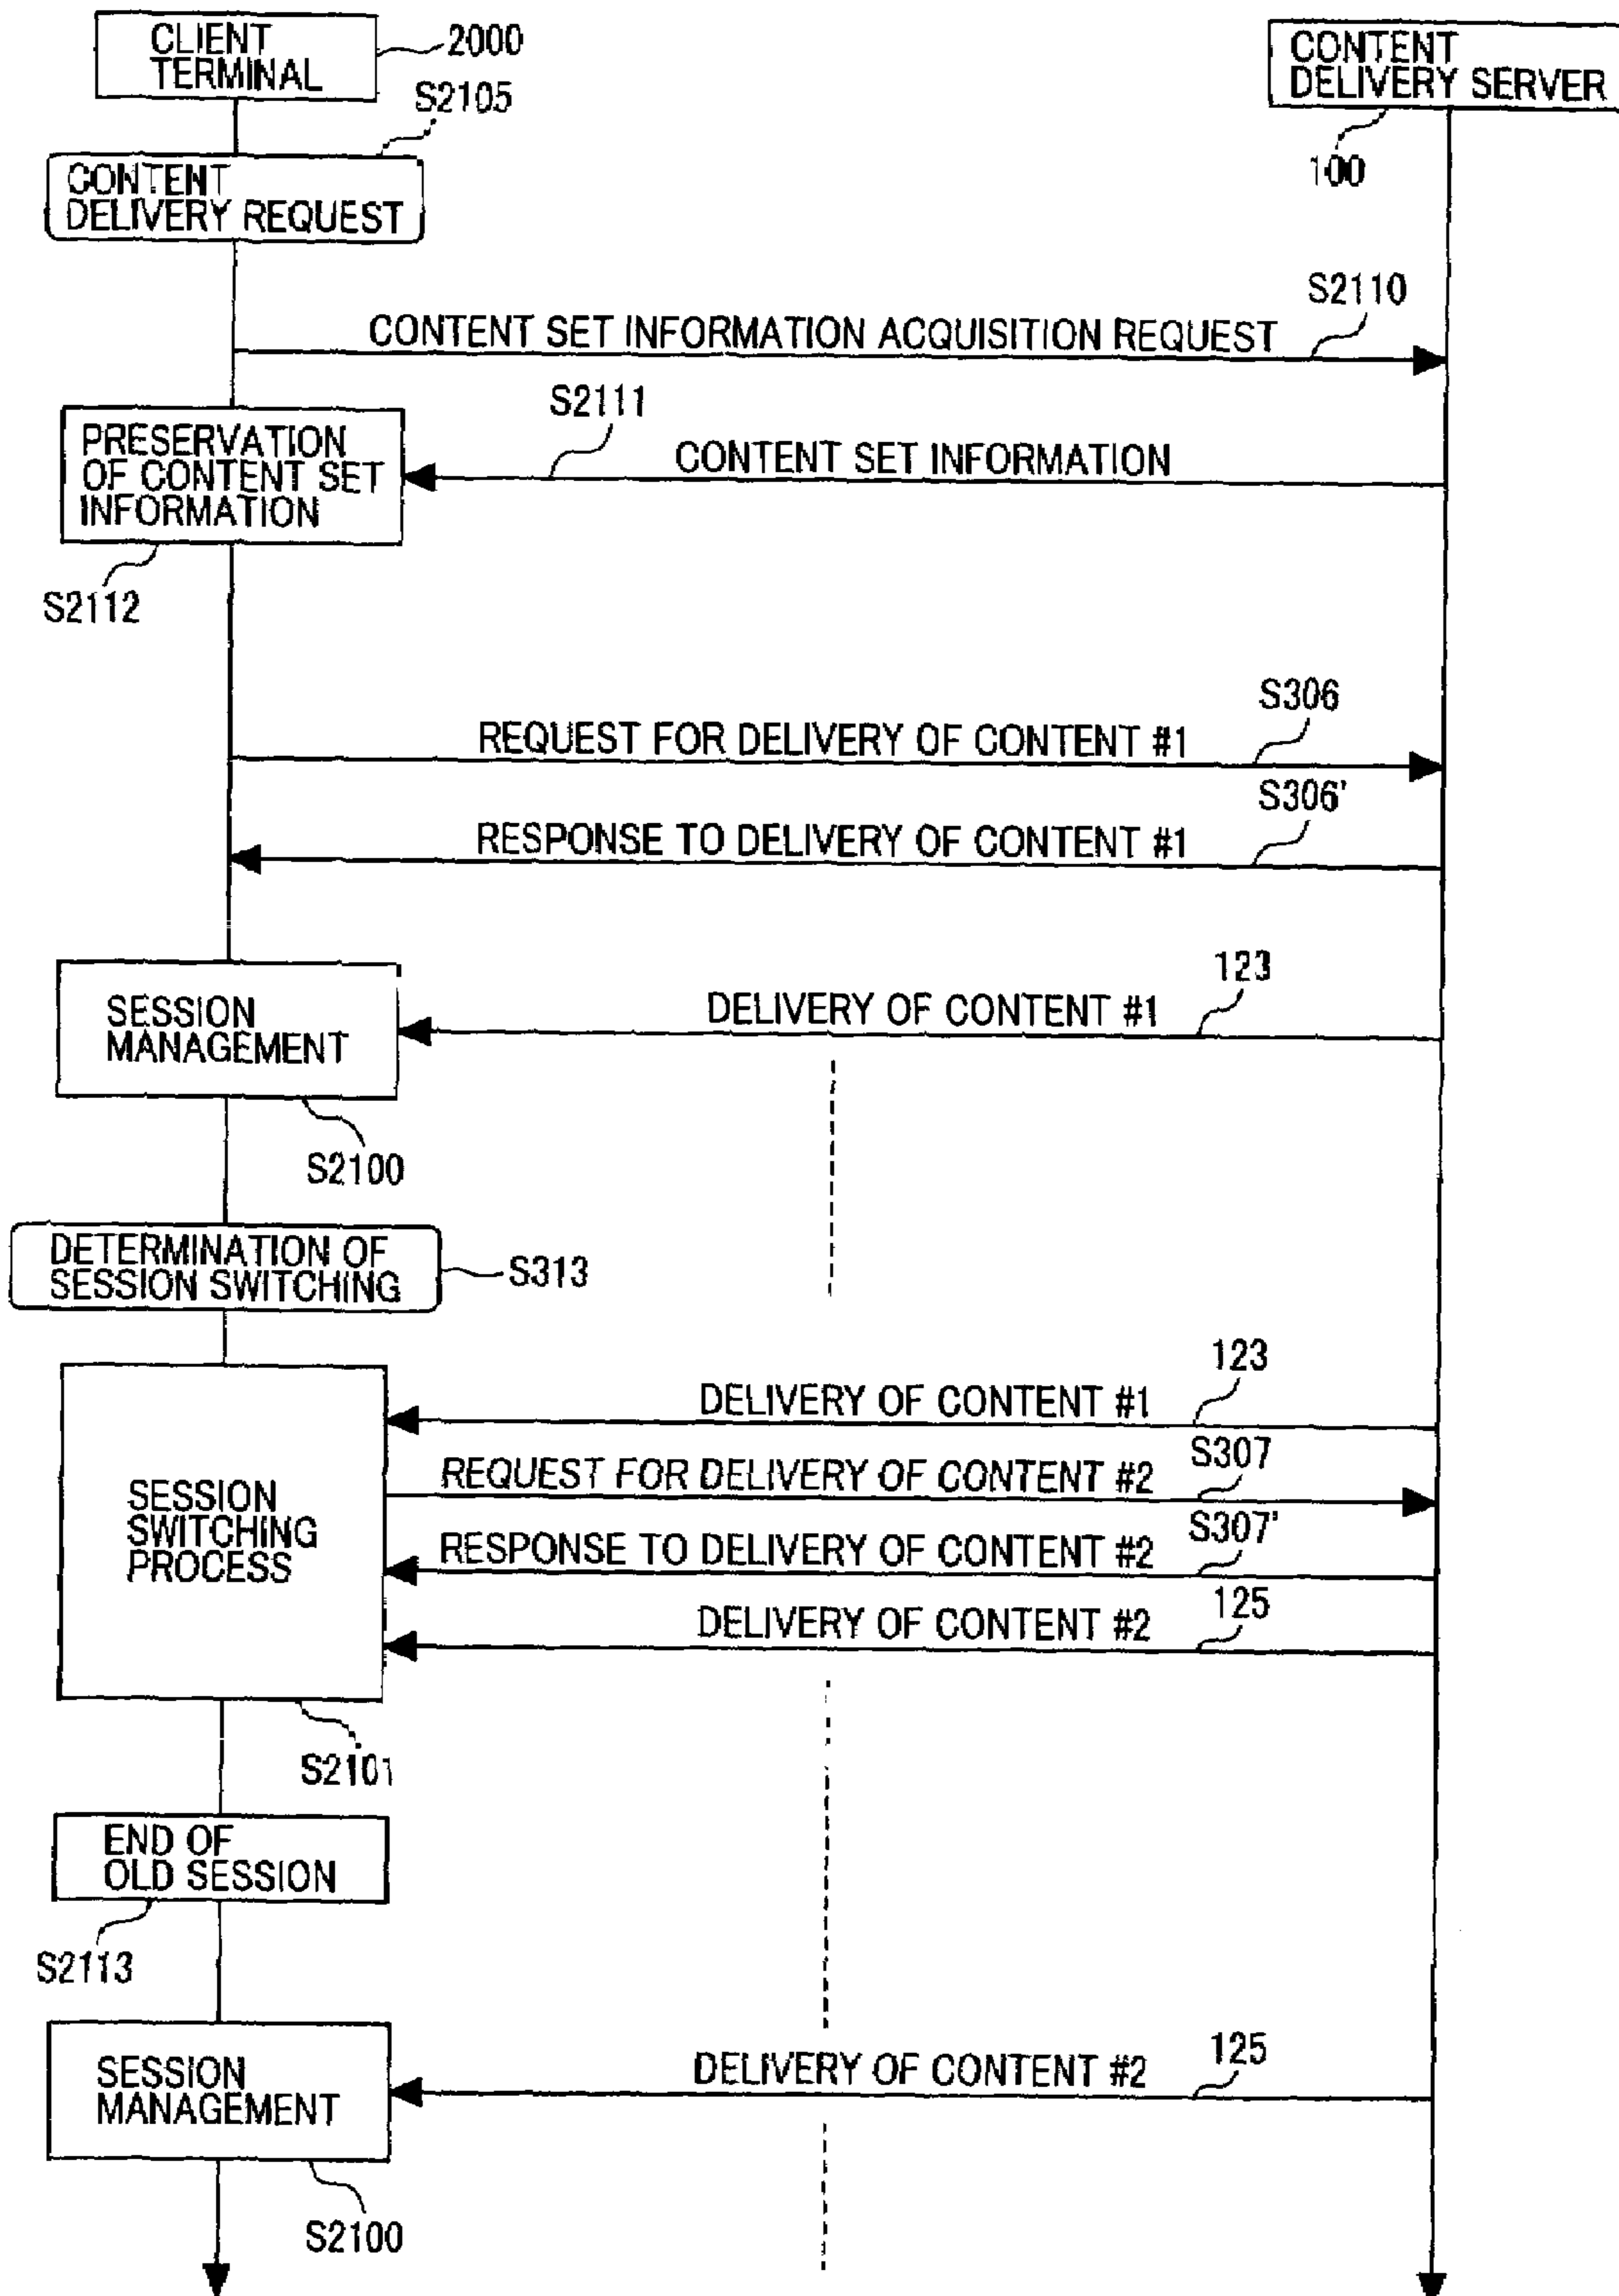 CLIENT
TERMINAL
2000
CONTENT
DELIVERY SERVER
100
S2105
CONTENT
DELIVERY REQUEST
S2110
CONTENT SET INFORMATION ACQUISITION REQUEST
S2111
PRESERVATION
OF CONTENT SET
INFORMATION
CONTENT SET INFORMATION
S2112
S306
REQUEST FOR DELIVERY OF CONTENT #1
S306'
RESPONSE TO DELIVERY OF CONTENT #1
123
SESSION
MANAGEMENT
DELIVERY OF CONTENT #1
S2100
DETERMINATION OF
SESSION SWITCHING
S313
123
DELIVERY OF CONTENT #1
S307
REQUEST FOR DELIVERY OF CONTENT #2
SESSION
SWITCHING
PROCESS
S307'
RESPONSE TO DELIVERY OF CONTENT #2
125
DELIVERY OF CONTENT #2
S2101
END OF
OLD SESSION
S2113
125
SESSION
MANAGEMENT
DELIVERY OF CONTENT #2
S2100